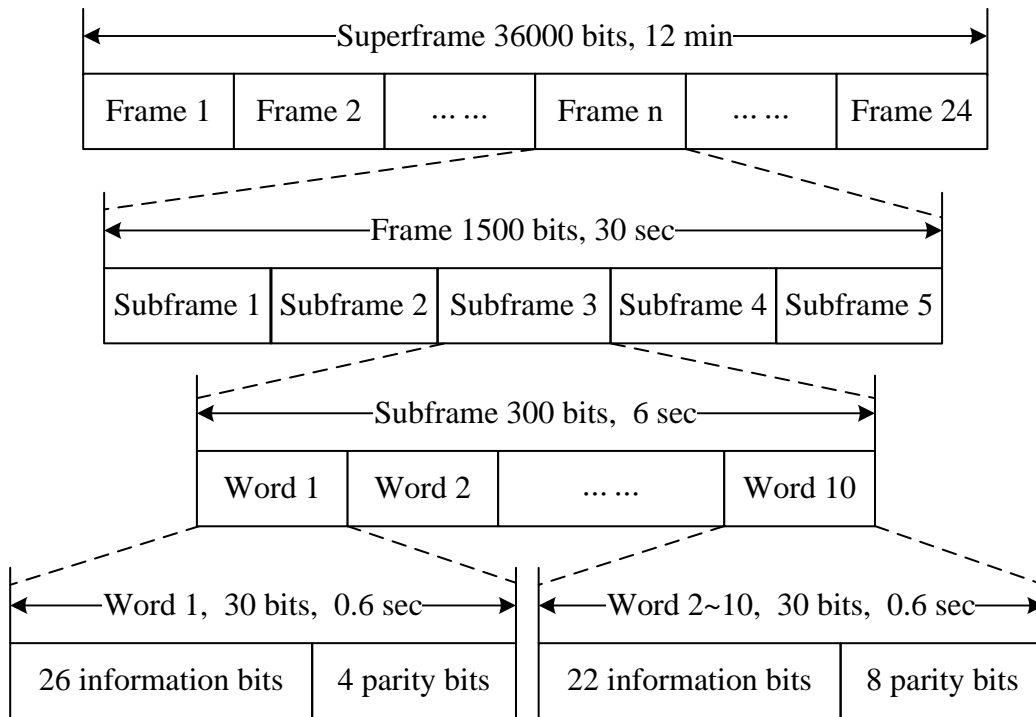 Superframe 36000 bits, 12 min
Frame 1 Frame 2 ... ... Frame n ... ... Frame 24
Frame 1500 bits, 30 sec
Subframe 1 Subframe 2 Subframe 3 Subframe 4 Subframe 5
Subframe 300 bits, 6 sec
Word 1 Word 2 ... ... Word 10
Word 1, 30 bits, 0.6 sec Word 2~10, 30 bits, 0.6 sec
26 information bits 4 parity bits 22 information bits 8 parity bits